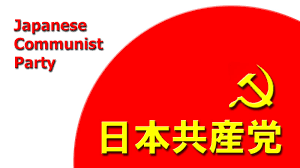 Japanese
Communist
Party
日本共産党